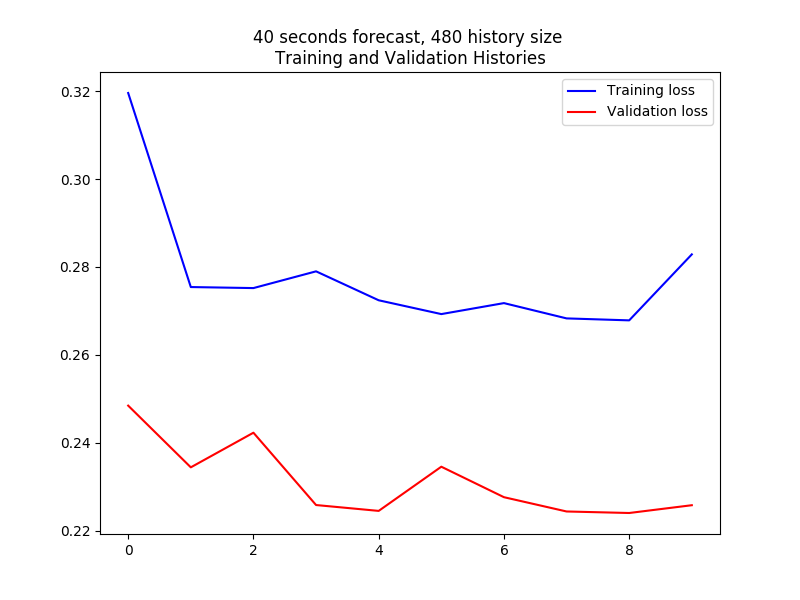 40 seconds forecast, 480 history size
Training and Validation Histories
Training loss
Validation loss
0.32
0.30
0.28
0.26
0.24
0.22
0 2 4 6 8